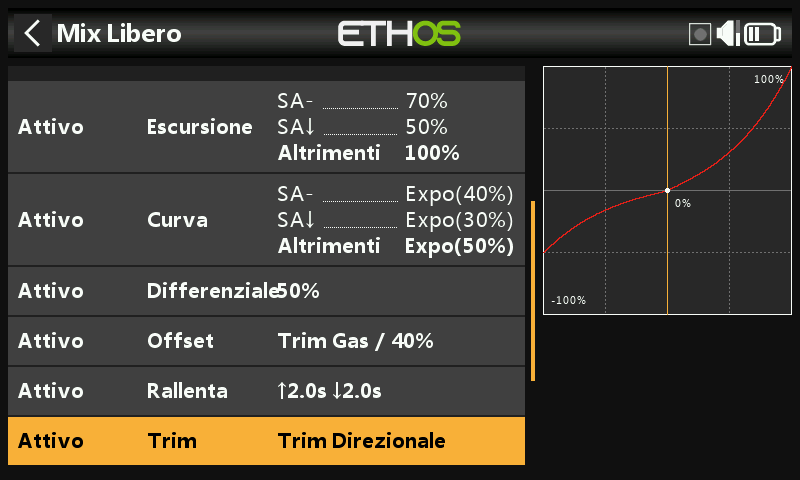 Mix Libero
ETHOS
SA- 70%
Attivo Escursione SA↓ 50%
Altrimenti 100%
SA- Expo(40%)
Attivo Curva SA↓ Expo(30%)
Altrimenti Expo(50%)
Attivo Differenziale 50%
Attivo Offset Trim Gas / 40%
Attivo Rallenta ↑2.0s ↓2.0s
Attivo Trim Trim Direzionale
100%
0%
-100%